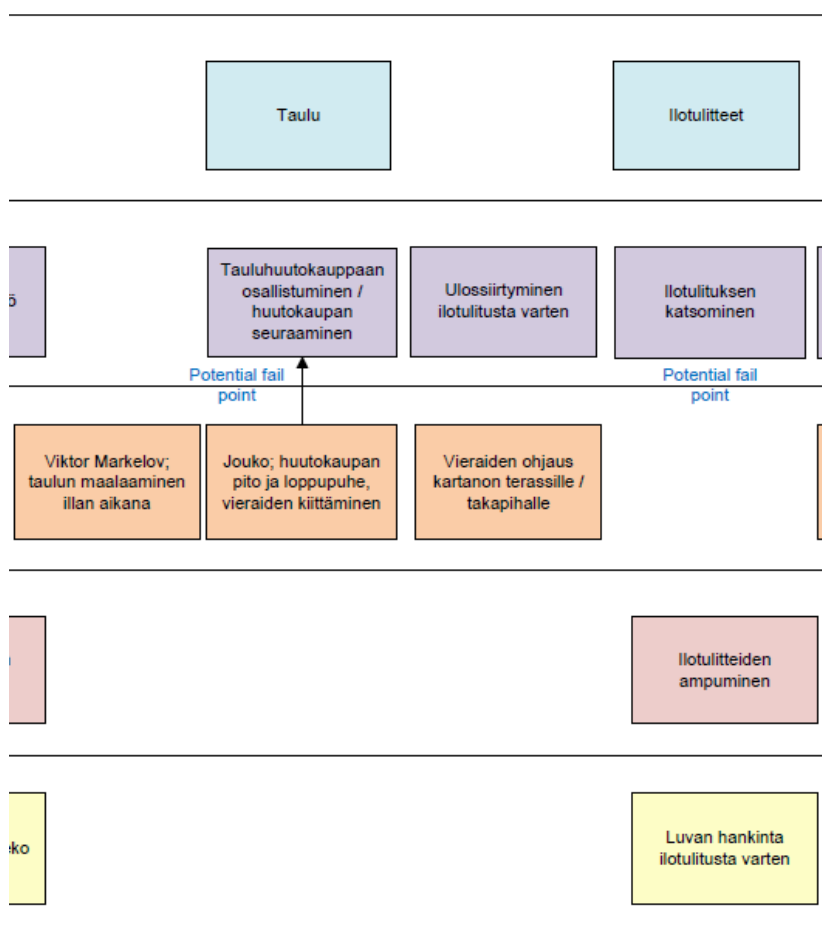 Taulu
Ilotulitteet
ö
Tauluhuutokauppaan
osallistuminen /
huutokaupan
seuraaminen
Ulossiirtyminen
ilotulitusta varten
Ilotulituksen
katsominen
Potential fail
point
Potential fail
point
Viktor Markelov;
taulun maalaaminen
illan aikana
Jouko; huutokaupan
pito ja loppupuhe,
vieraiden kiittäminen
Vieraiden ohjaus
kartanon terassille /
takapihalle
Ilotulitteiden
ampuminen
eko
Luvan hankinta
ilotulitusta varten